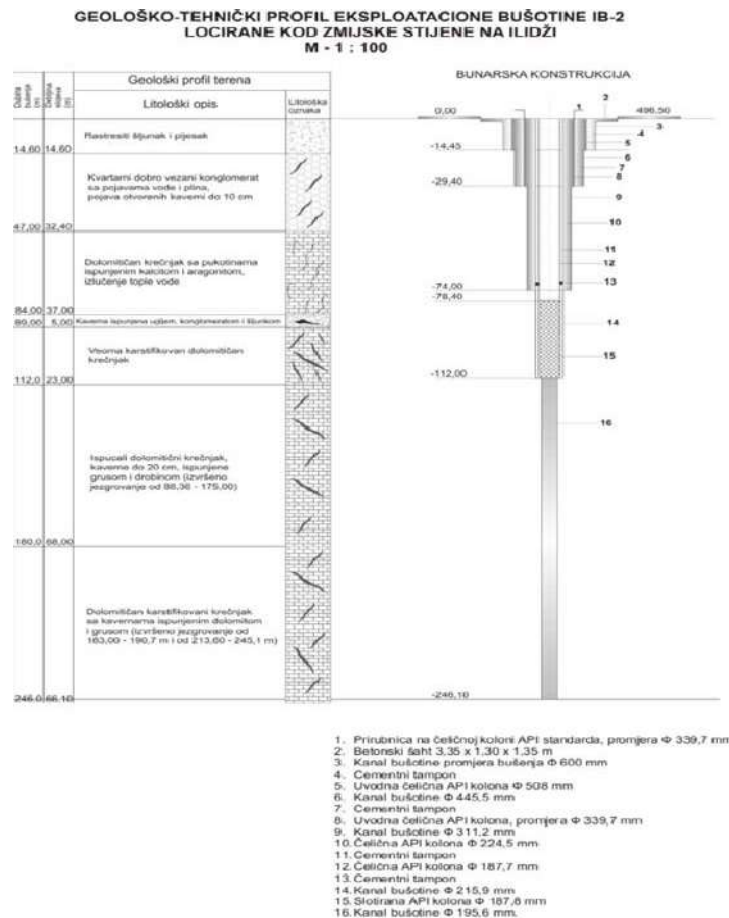 GEOLOŠKO-TEHNIČKI PROFIL EKSPLOATACIONE BUŠOTINE IB-2
LOCIRANE KOD ZMIJSKE STIJENE NA ILIDŽI
M - 1 : 100
Dužina bušenja (m)
Debljina slojeva (m)
Geološki profil terena
Litološki opis
Litološka
oznaka
Rastresiti šljunak i pijesak
14,60 14,60
Kvartarni dobro vezani konglomerat
sa pojavama vode i plina,
pojava otvorenih kaverni do 10 cm
47,00 32,40
Dolomitičan krečnjak sa pukotinama
ispunjenim kalcitom i aragonitom,
izlučenje tople vode
84,00 37,00
89,00 5,00 Kaverna ispunjena ugljem, konglomeratom i šljunkom
Veoma karstifikovan dolomitičan
krečnjak
112,0 23,00
Ispucali dolomitični krečnjak,
kaverne do 20 cm, ispunjene
grusom i drobinom (izvršeno
jezgrovanje od 88,36 - 175,00)
180,0 68,00
Dolomitičan karstifikovani krečnjak
sa kavernama ispunjenim dolomitom
i grusom (izvršeno jezgrovanje od
183,00 - 190,7 m i od 213,60 - 245,1 m)
246,0 66,10
BUNARSKA KONSTRUKCIJA
0,00
496,50
1
2
3
4
5
6
7
8
9
10
11
12
13
14
15
16
-14,45
-29,40
-74,00
-78,40
-112,00
-246,10
1. Prirubnica na čeličnoj koloni API standarda, promjera Φ 339,7 mm
2. Betonski šaht 3,35 x 1,30 x 1,35 m
3. Kanal bušotine promjera bušenja Φ 600 mm
4. Cementni tampon
5. Uvodna čelična API kolona Φ 508 mm
6. Kanal bušotine Φ 445,5 mm
7. Cementni tampon
8. Uvodna čelična API kolona, promjera Φ 339,7 mm
9. Kanal bušotine Φ 311,2 mm
10. Čelična API kolona Φ 224,5 mm
11. Cementni tampon
12. Čelična API kolona Φ 187,7 mm
13. Cementni tampon
14. Kanal bušotine Φ 215,9 mm
15. Slotirana API kolona Φ 187,8 mm
16. Kanal bušotine Φ 195,6 mm.